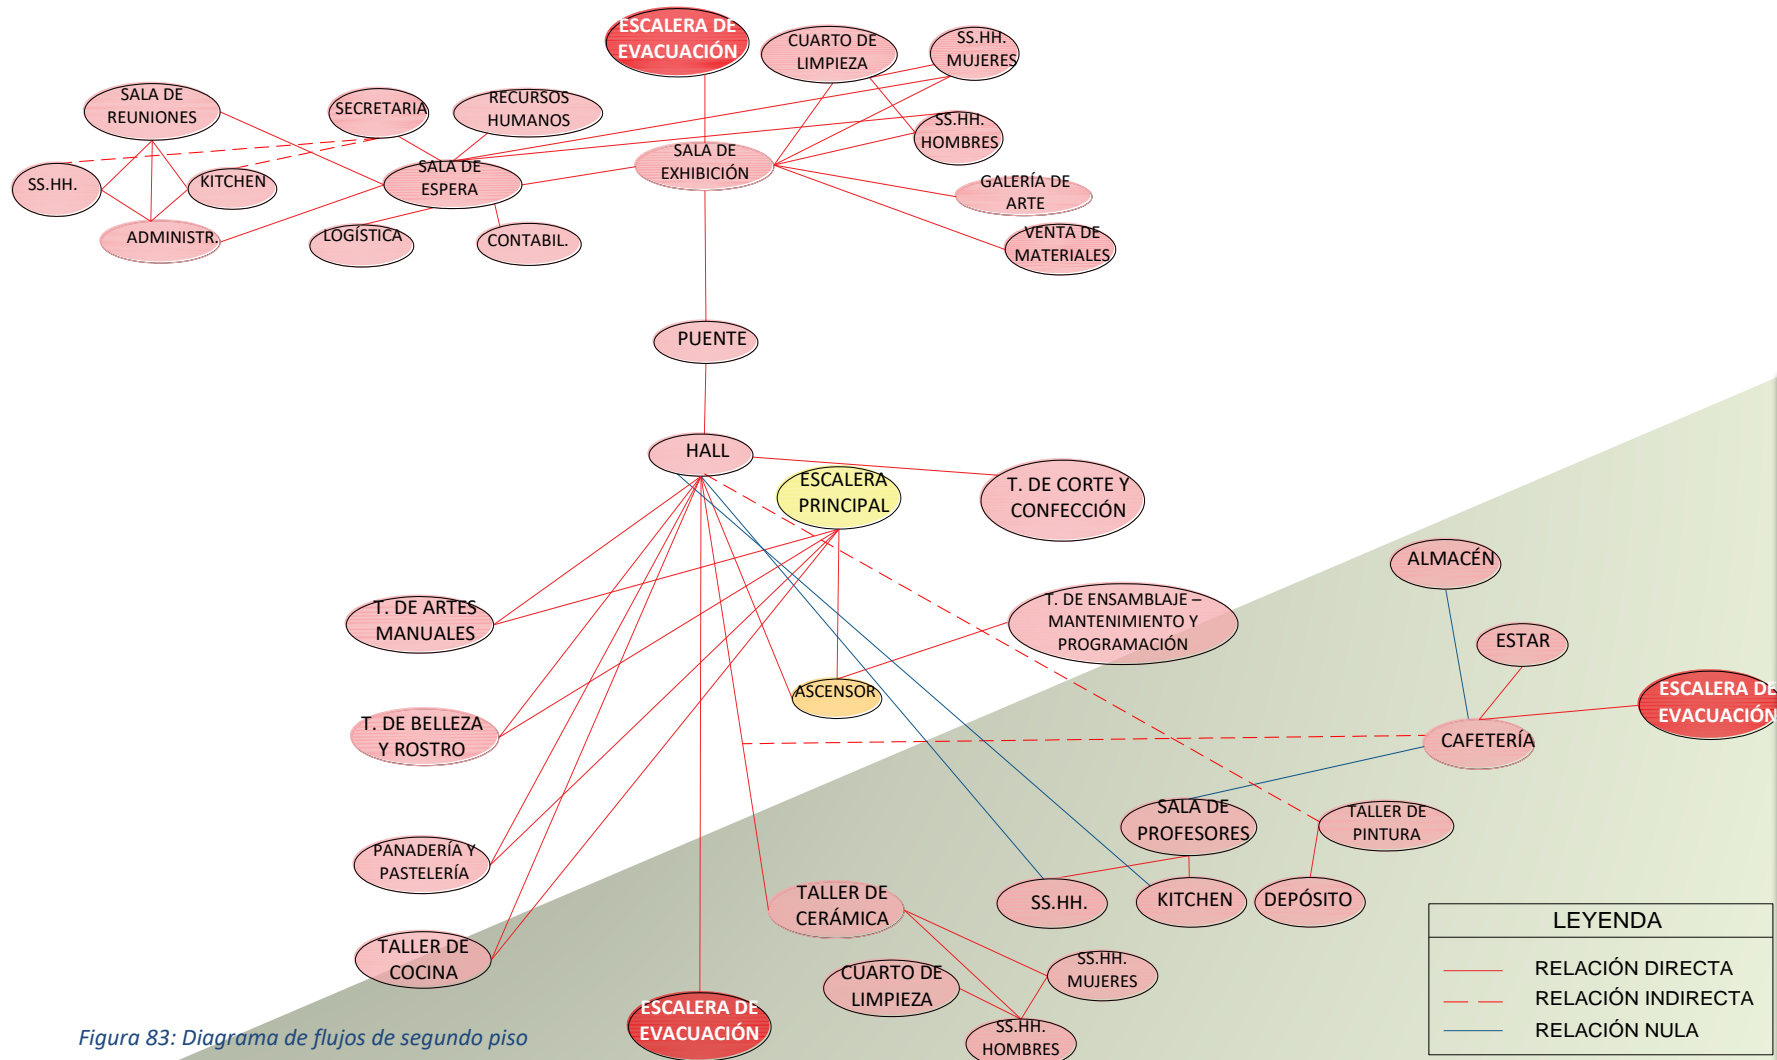 ESCALERA DE
EVACUACIÓN
CUARTO DE
LIMPIEZA
SS.HH.
MUJERES
SALA DE
REUNIONES
SECRETARIA
RECURSOS
HUMANOS
SS.HH.
HOMBRES
SS.HH.
KITCHEN
SALA DE
ESPERA
SALA DE
EXHIBICIÓN
GALERÍA DE
ARTE
ADMINISTR.
LOGÍSTICA
CONTABIL.
VENTA DE
MATERIALES
PUENTE
HALL
ESCALERA
PRINCIPAL
T. DE CORTE Y
CONFECCIÓN
ALMACÉN
T. DE ARTES
MANUALES
T. DE ENSAMBLAJE –
MANTENIMIENTO Y
PROGRAMACIÓN
ESTAR
ASCENSOR
ESCALERA DE
EVACUACIÓN
T. DE BELLEZA
Y ROSTRO
CAFETERÍA
SALA DE
PROFESORES
TALLER DE
PINTURA
PANADERÍA Y
PASTELERÍA
TALLER DE
CERÁMICA
SS.HH.
KITCHEN
DEPÓSITO
TALLER DE
COCINA
CUARTO DE
LIMPIEZA
SS.HH.
MUJERES
ESCALERA DE
EVACUACIÓN
SS.HH.
HOMBRES
LEYENDA
RELACIÓN DIRECTA
RELACIÓN INDIRECTA
RELACIÓN NULA
Figura 83: Diagrama de flujos de segundo piso